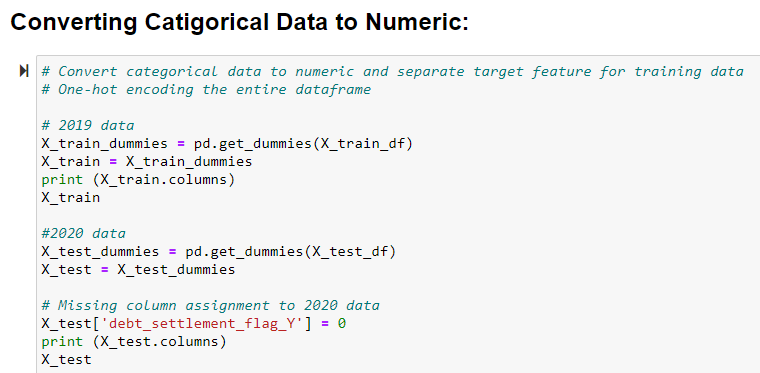 Converting Catigorical Data to Numeric:
# Convert categorical data to numeric and separate target feature for training data
# One-hot encoding the entire dataframe
# 2019 data
X_train_dummies = pd.get_dummies(X_train_df)
X_train = X_train_dummies
print (X_train.columns)
X_train
#2020 data
X_test_dummies = pd.get_dummies(X_test_df)
X_test = X_test_dummies
# Missing column assignment to 2020 data
X_test['debt_settlement_flag_Y'] = 0
print (X_test.columns)
X_test